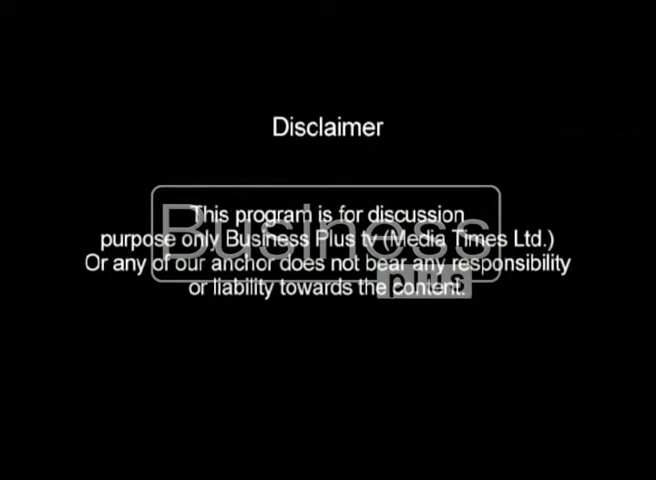 Disclaimer
This program is for discussion
purpose only Business Plus tv (Media Times Ltd.)
Or any of our anchor does not bear any responsibility
or liability towards the content.
Business
plus